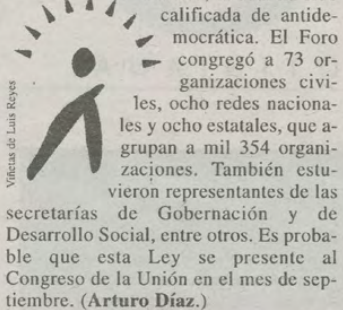 calificada de antide-
mocrática. El Foro
congregó a 73 or-
ganizaciones civi-
les, ocho redes naciona-
les y ocho estatales, que a-
grupan a mil 354 organi-
zaciones. También estu-
vieron representantes de las
secretarías de Gobernación y de
Desarrollo Social, entre otros. Es proba-
ble que esta Ley se presente al
Congreso de la Unión en el mes de sep-
tiembre. (Arturo Díaz.)
Viñetas de Luis Reyes